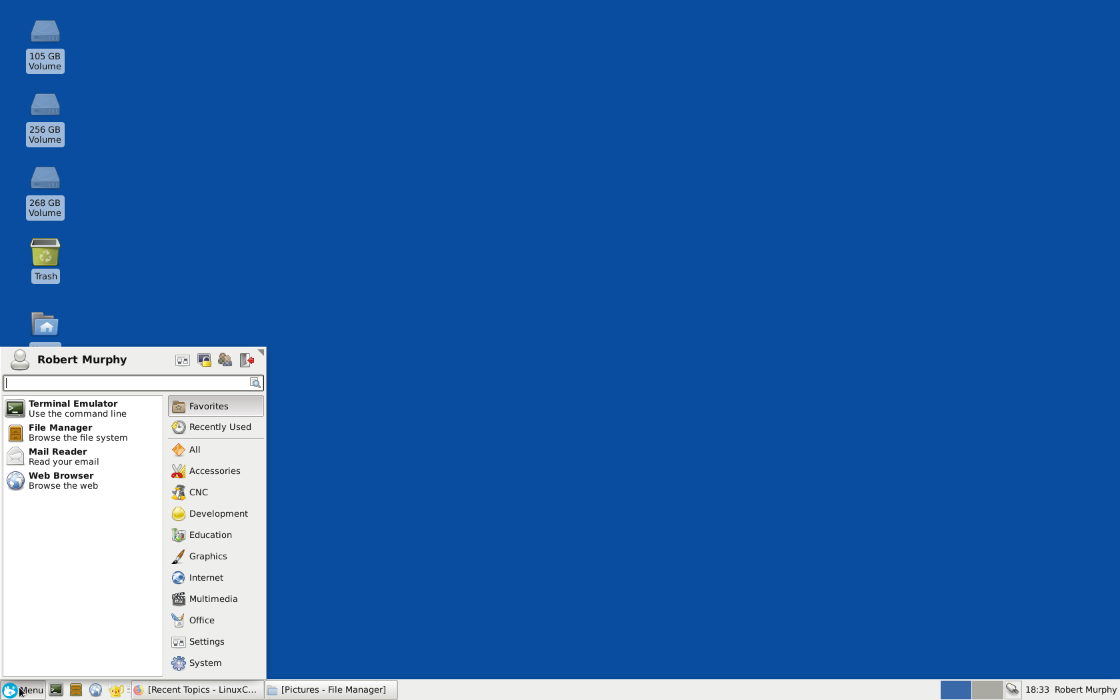 105 GB
Volume
256 GB
Volume
268 GB
Volume
Trash
Robert Murphy
Terminal Emulator
Use the command line
File Manager
Browse the file system
Mail Reader
Read your email
Web Browser
Browse the web
Favorites
Recently Used
All
Accessories
CNC
Development
Education
Graphics
Internet
Multimedia
Office
Settings
System
Menu
[Recent Topics - LinuxC...
[Pictures - File Manager]
18:33 Robert Murphy